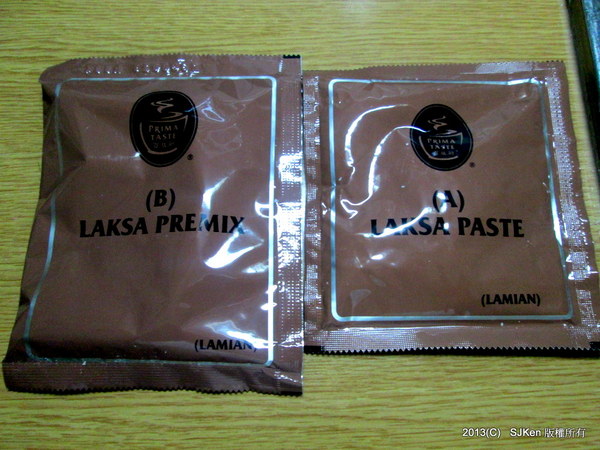 PRIMA
TASTE
®
(B)
LAKSA PREMIX
(LAMIAN)
PRIMA
TASTE
®
(A)
LAKSA PASTE
(LAMIAN)
2013(C) SJKen 版權所有